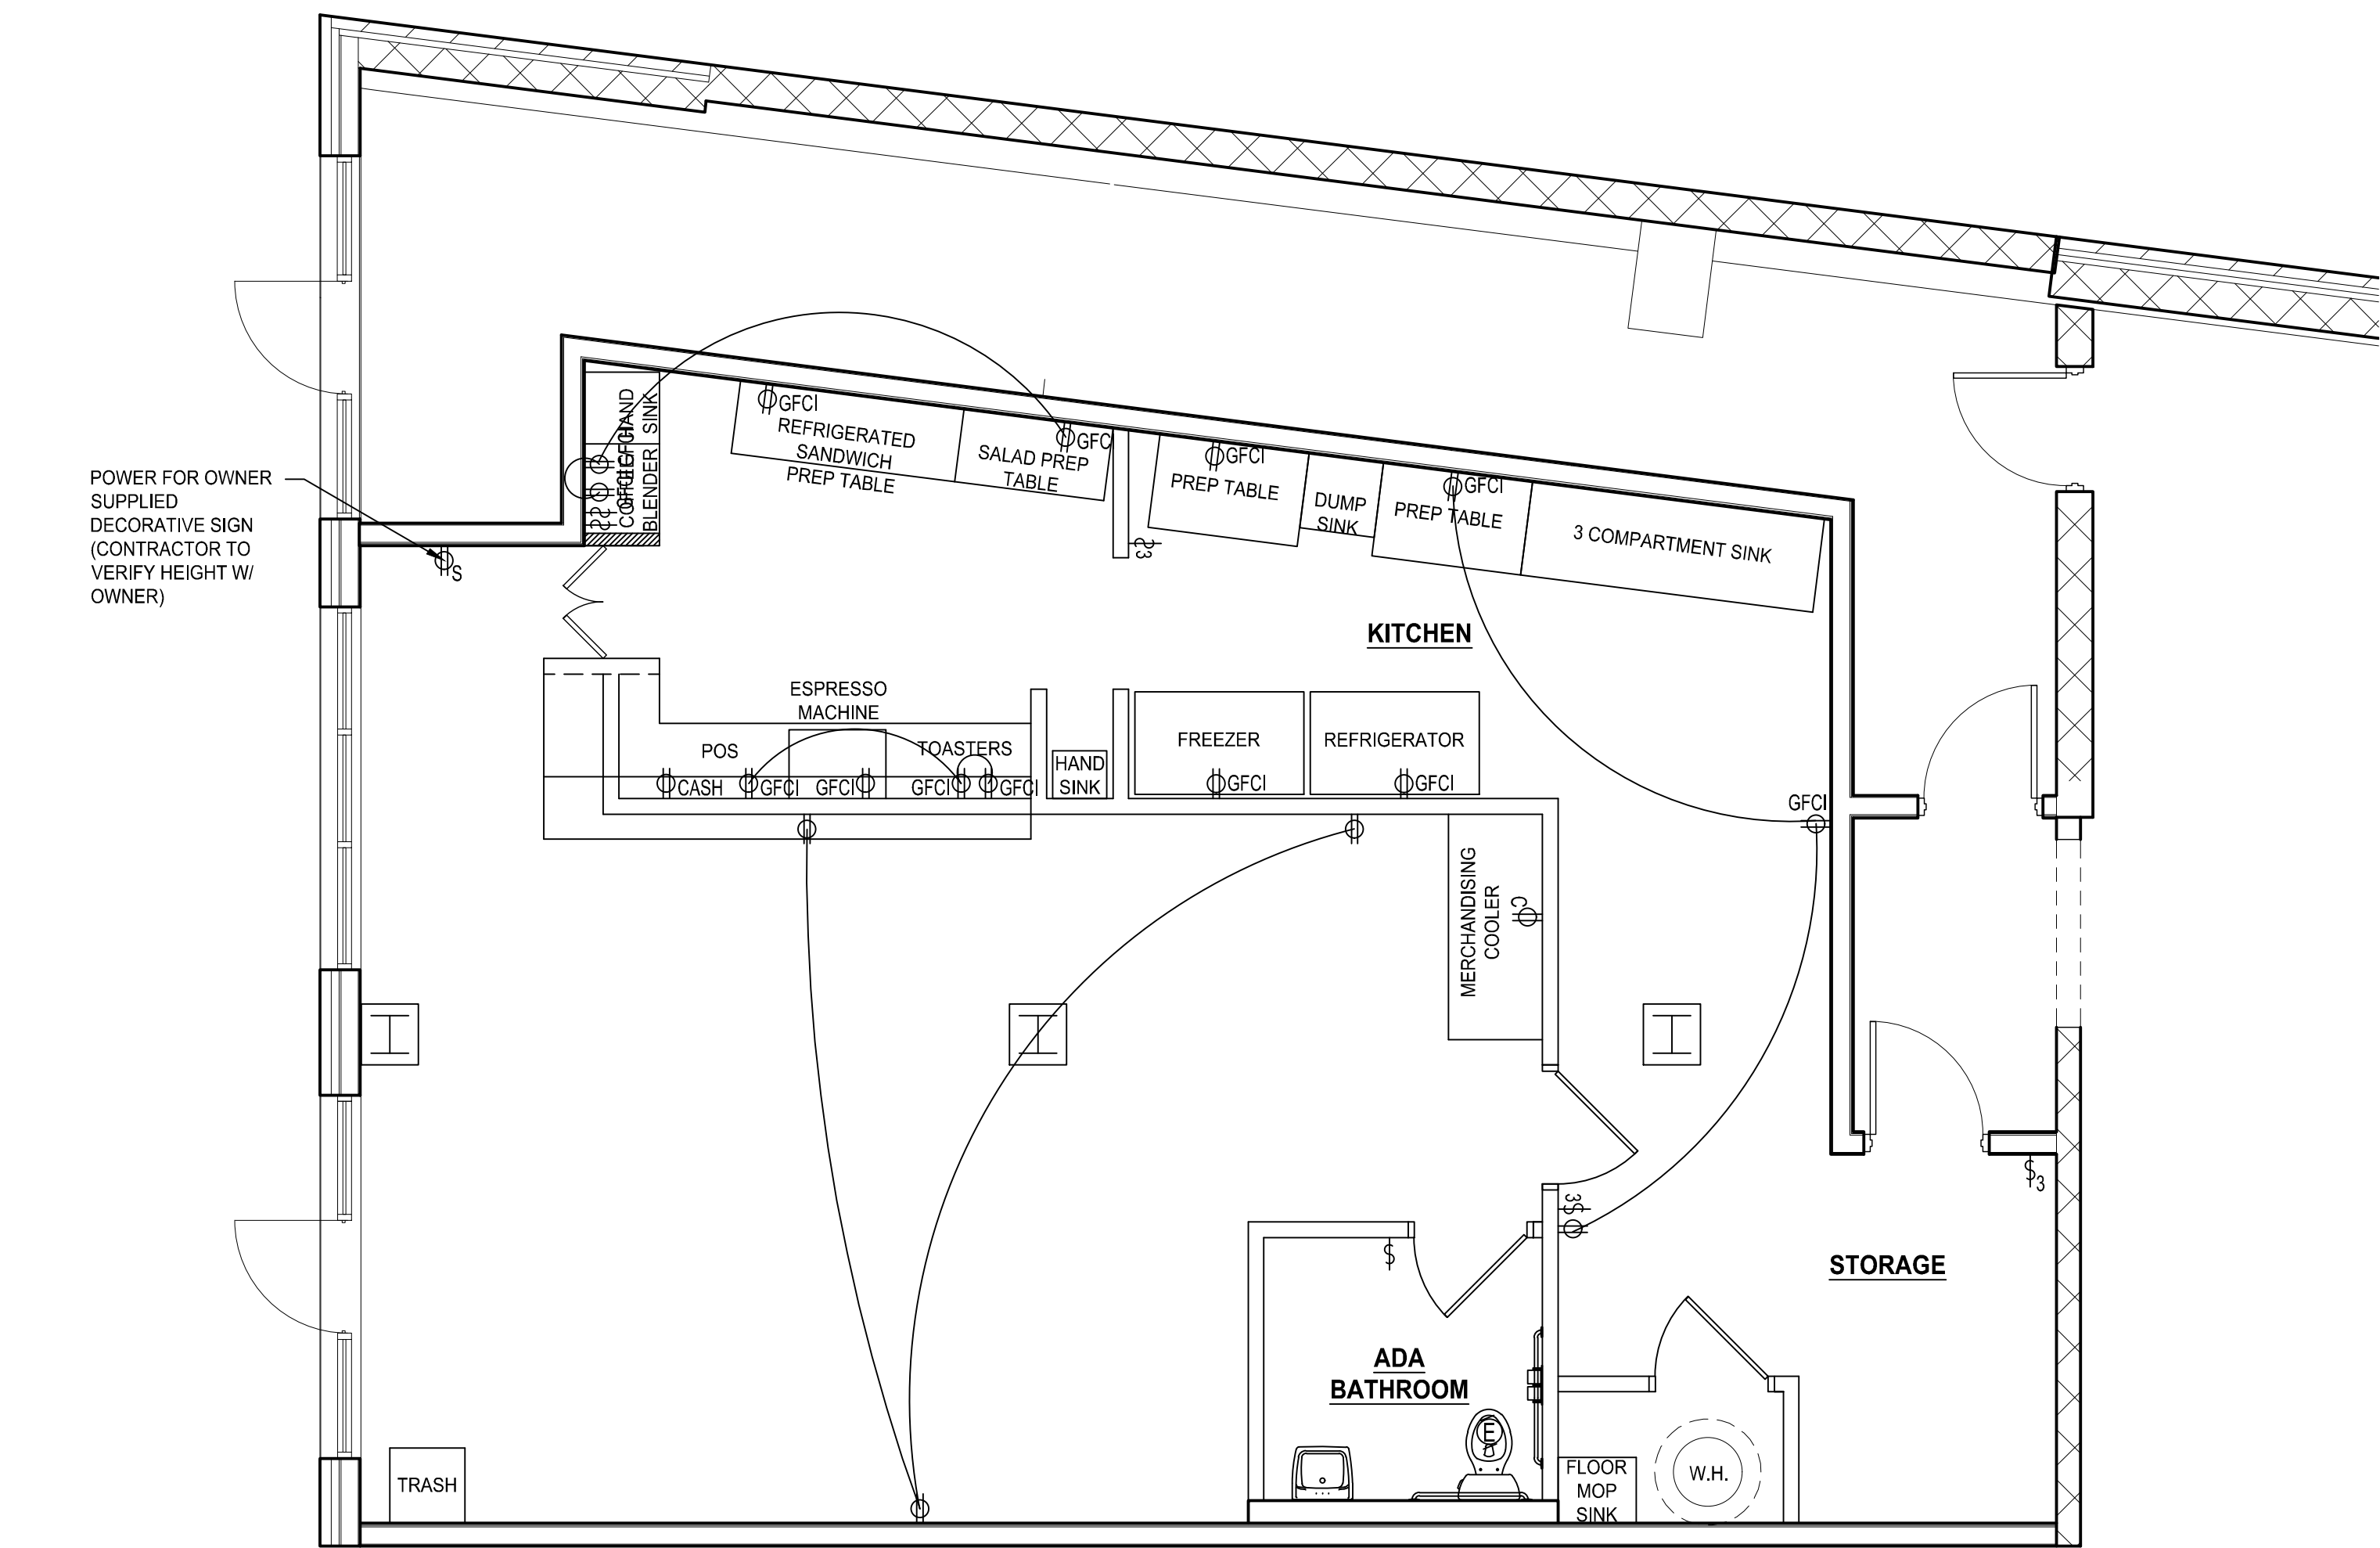 POWER FOR OWNER
SUPPLIED
DECORATIVE SIGN
(CONTRACTOR TO
VERIFY HEIGHT W/
OWNER)
S
HAND
SINK
BLENDER
GFCI
REFRIGERATED
SANDWICH
PREP TABLE
GFCI
SALAD PREP
TABLE
GFCI
PREP TABLE
DUMP
SINK
GFCI
PREP TABLE
3 COMPARTMENT SINK
3
KITCHEN
ESPRESSO
MACHINE
POS
TOASTERS
CASH
GFCI
GFCI
GFCI
GFCI
HAND
SINK
FREEZER
GFCI
REFRIGERATOR
GFCI
GFCI
MERCHANDISING
COOLER
C
3
3
STORAGE
ADA
BATHROOM
E
TRASH
FLOOR
MOP
SINK
W.H.